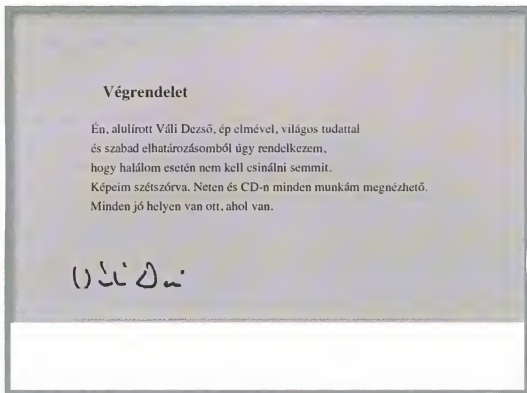 Végrendelet
Én, alulírott Váli Dezső, ép elmével, világos tudattal
és szabad elhatározásomból úgy rendelkezem,
hogy halálom esetén nem kell csinálni semmit.
Képeim szétszórva. Neten és CD-n minden munkám megnézhető.
Minden jó helyen van ott, ahol van.